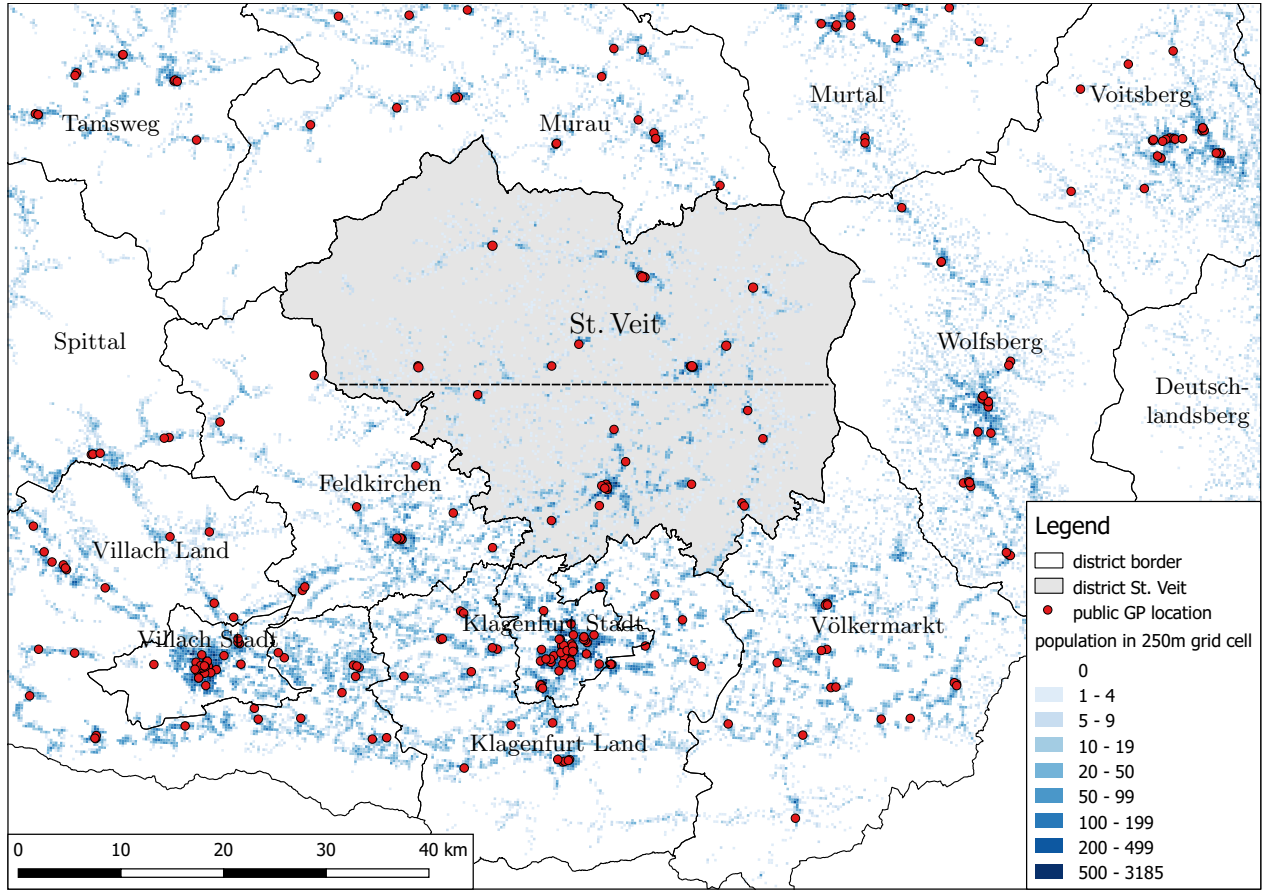 Tamsweg
Murau
Murtal
Voitsberg
Spittal
St. Veit
Wolfsberg
Deutsch-
landsberg
Feldkirchen
Villach Land
Villach Stadt
Klagenfurt Stadt
Völkermarkt
Klagenfurt Land
Legend
district border
district St. Veit
public GP location
population in 250m grid cell
0
1 - 4
5 - 9
10 - 19
20 - 50
50 - 99
100 - 199
200 - 499
500 - 3185
0 10 20 30 40 km